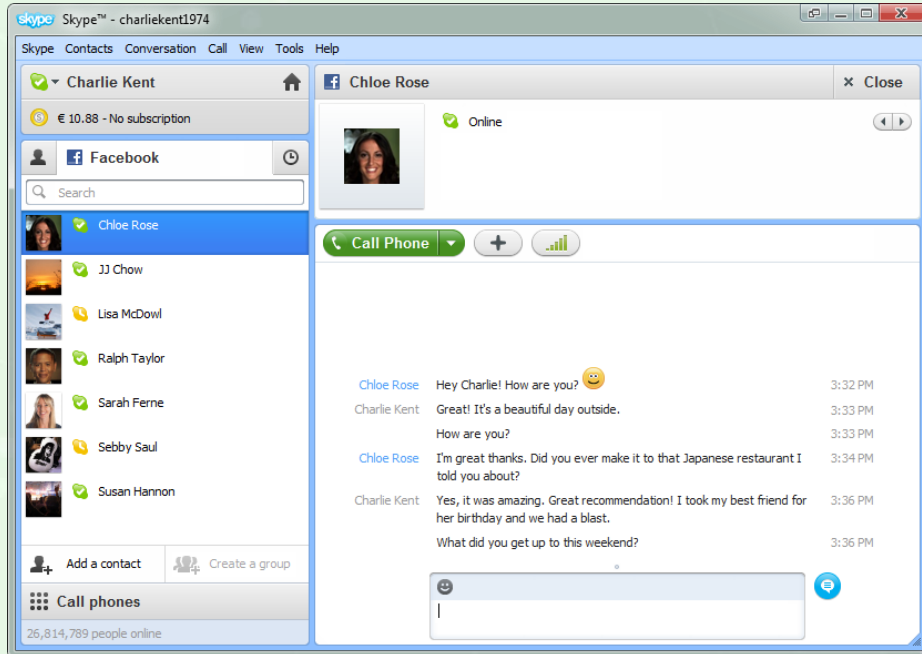 skype Skype™ - charliekent1974
Skype Contacts Conversation Call View Tools Help
Charlie Kent
€ 10.88 - No subscription
Facebook
Search
Chloe Rose
JJ Chow
Lisa McDowl
Ralph Taylor
Sarah Ferne
Sebby Saul
Susan Hannon
Add a contact Create a group
Call phones
26,814,789 people online
Chloe Rose × Close
Online
Call Phone
Chloe Rose Hey Charlie! How are you? 3:32 PM
Charlie Kent Great! It's a beautiful day outside. 3:33 PM
How are you? 3:33 PM
Chloe Rose I'm great thanks. Did you ever make it to that Japanese restaurant I 3:34 PM
told you about?
Charlie Kent Yes, it was amazing. Great recommendation! I took my best friend for 3:36 PM
her birthday and we had a blast.
What did you get up to this weekend? 3:36 PM